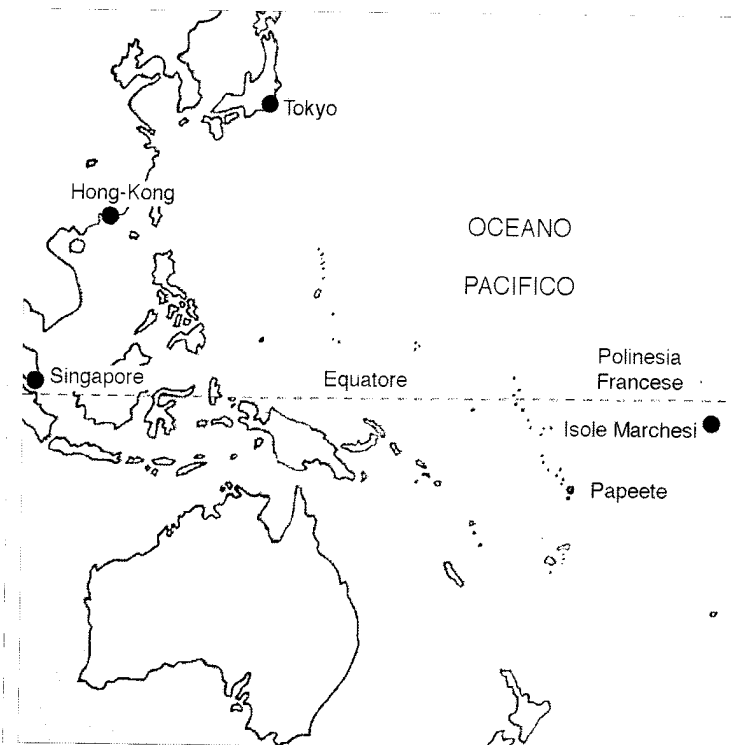 Tokyo
Hong-Kong
OCEANO
PACIFICO
Polinesia
Singapore
Equatore
Francese
Isole Marchesi
Papeete